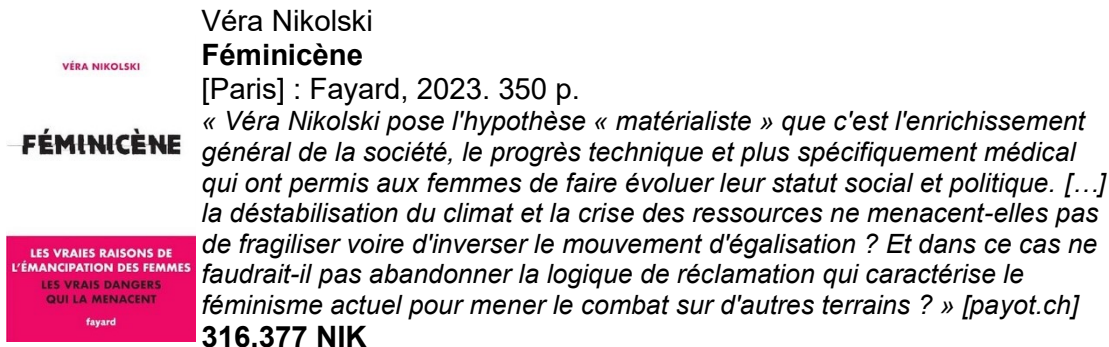 VÉRA NIKOLSKI
FÉMINICÈNE
LES VRAIES RAISONS DE
L'ÉMANCIPATION DES FEMMES
LES VRAIS DANGERS
QUI LA MENACENT
fayard
Véra Nikolski
Féminicène
[Paris] : Fayard, 2023. 350 p.
« Véra Nikolski pose l'hypothèse « matérialiste » que c'est l'enrichissement
général de la société, le progrès technique et plus spécifiquement médical
qui ont permis aux femmes de faire évoluer leur statut social et politique. […]
la déstabilisation du climat et la crise des ressources ne menacent-elles pas
de fragiliser voire d'inverser le mouvement d'égalisation ? Et dans ce cas ne
faudrait-il pas abandonner la logique de réclamation qui caractérise le
féminisme actuel pour mener le combat sur d'autres terrains ? » [payot.ch]
316.377 NIK